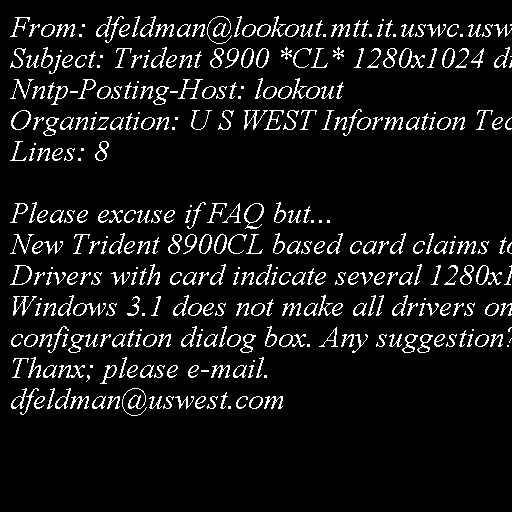 From: dfeldman@lookout.mtt.it.uswc.usw
Subject: Trident 8900 *CL* 1280x1024 d
Nntp-Posting-Host: lookout
Organization: U S WEST Information Tec
Lines: 8

Please excuse if FAQ but...
New Trident 8900CL based card claims to
Drivers with card indicate several 1280x1
Windows 3.1 does not make all drivers on
configuration dialog box. Any suggestion?
Thanx; please e-mail.
dfeldman@uswest.com